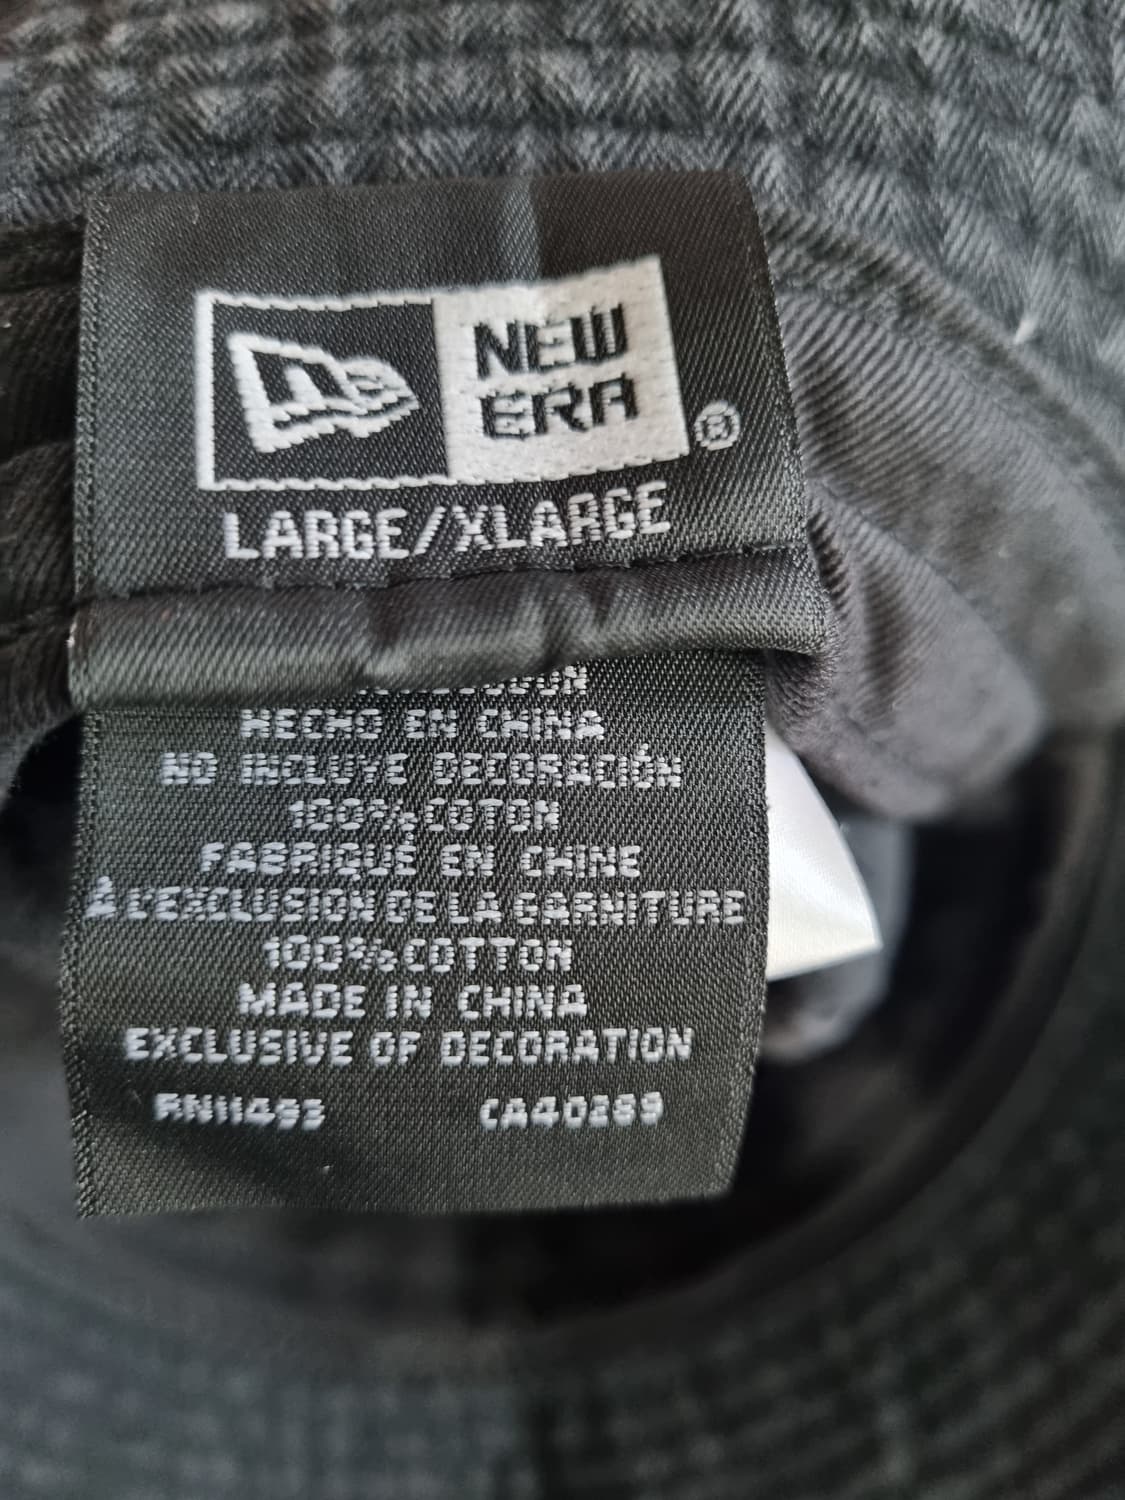 NEW
ERA
®
LARGE/XLARGE
HECHO EN CHINA
NO INCLUYE DECORACIÓN
100% COTON
FABRIQUÉ EN CHINE
À L'EXCLUSION DE LA GARNITURE
100% COTTON
MADE IN CHINA
EXCLUSIVE OF DECORATION
RN11493 CA40289